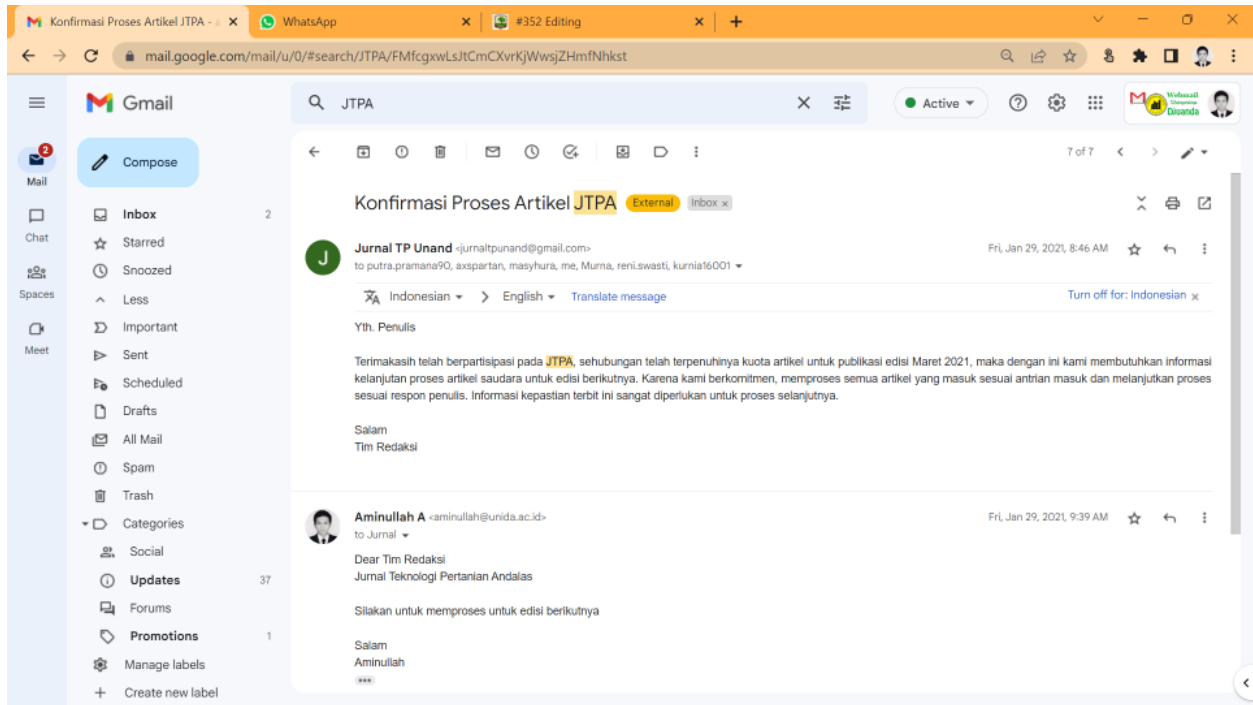 Konfirmasi Proses Artikel JTPA - a
WhatsApp
#352 Editing
mail.google.com/mail/u/0/#search/JTPA/FMfcgxwLsJtCmCXvrKjWwsjZHmfNhkst
Gmail
JTPA
Active
Webmail
Universitas
Djuanda
2
Mail
Chat
Spaces
Meet
Compose
Inbox 2
Starred
Snoozed
Less
Important
Sent
Scheduled
Drafts
All Mail
Spam
Trash
Categories
Social
Updates 37
Forums
Promotions 1
Manage labels
Create new label
7 of 7
Konfirmasi Proses Artikel JTPA External Inbox x
J
Jurnal TP Unand <jurnaltpunand@gmail.com> Fri, Jan 29, 2021, 8:46 AM
to putra.pramana90, axspartan, masyhura, me, Murna, reni.swasti, kurnia16001
Indonesian > English Translate message Turn off for: Indonesian x
Yth. Penulis
Terimakasih telah berpartisipasi pada JTPA, sehubungan telah terpenuhinya kuota artikel untuk publikasi edisi Maret 2021, maka dengan ini kami membutuhkan informasi
kelanjutan proses artikel saudara untuk edisi berikutnya. Karena kami berkomitmen, memproses semua artikel yang masuk sesuai antrian masuk dan melanjutkan proses
sesuai respon penulis. Informasi kepastian terbit ini sangat diperlukan untuk proses selanjutnya.
Salam
Tim Redaksi
Aminullah A <aminullah@unida.ac.id> Fri, Jan 29, 2021, 9:39 AM
to Jurnal
Dear Tim Redaksi
Jurnal Teknologi Pertanian Andalas
Silakan untuk memproses untuk edisi berikutnya
Salam
Aminullah